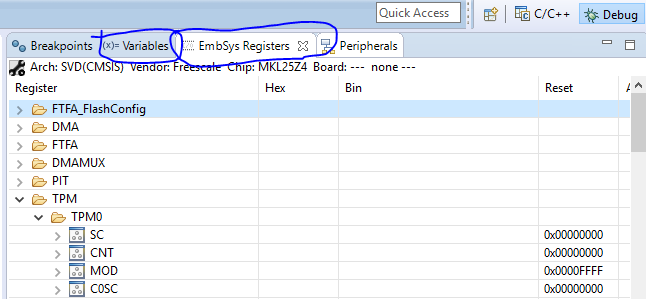 Quick Access C/C++ Debug
Breakpoints (x)= Variables EmbSys Registers Peripherals
Arch: SVD(CMSIS) Vendor: Freescale Chip: MKL25Z4 Board: --- none ---
Register Hex Bin Reset
FTFA_FlashConfig
DMA
FTFA
DMAMUX
PIT
TPM
TPM0
SC 0x00000000
CNT 0x00000000
MOD 0x0000FFFF
C0SC 0x00000000